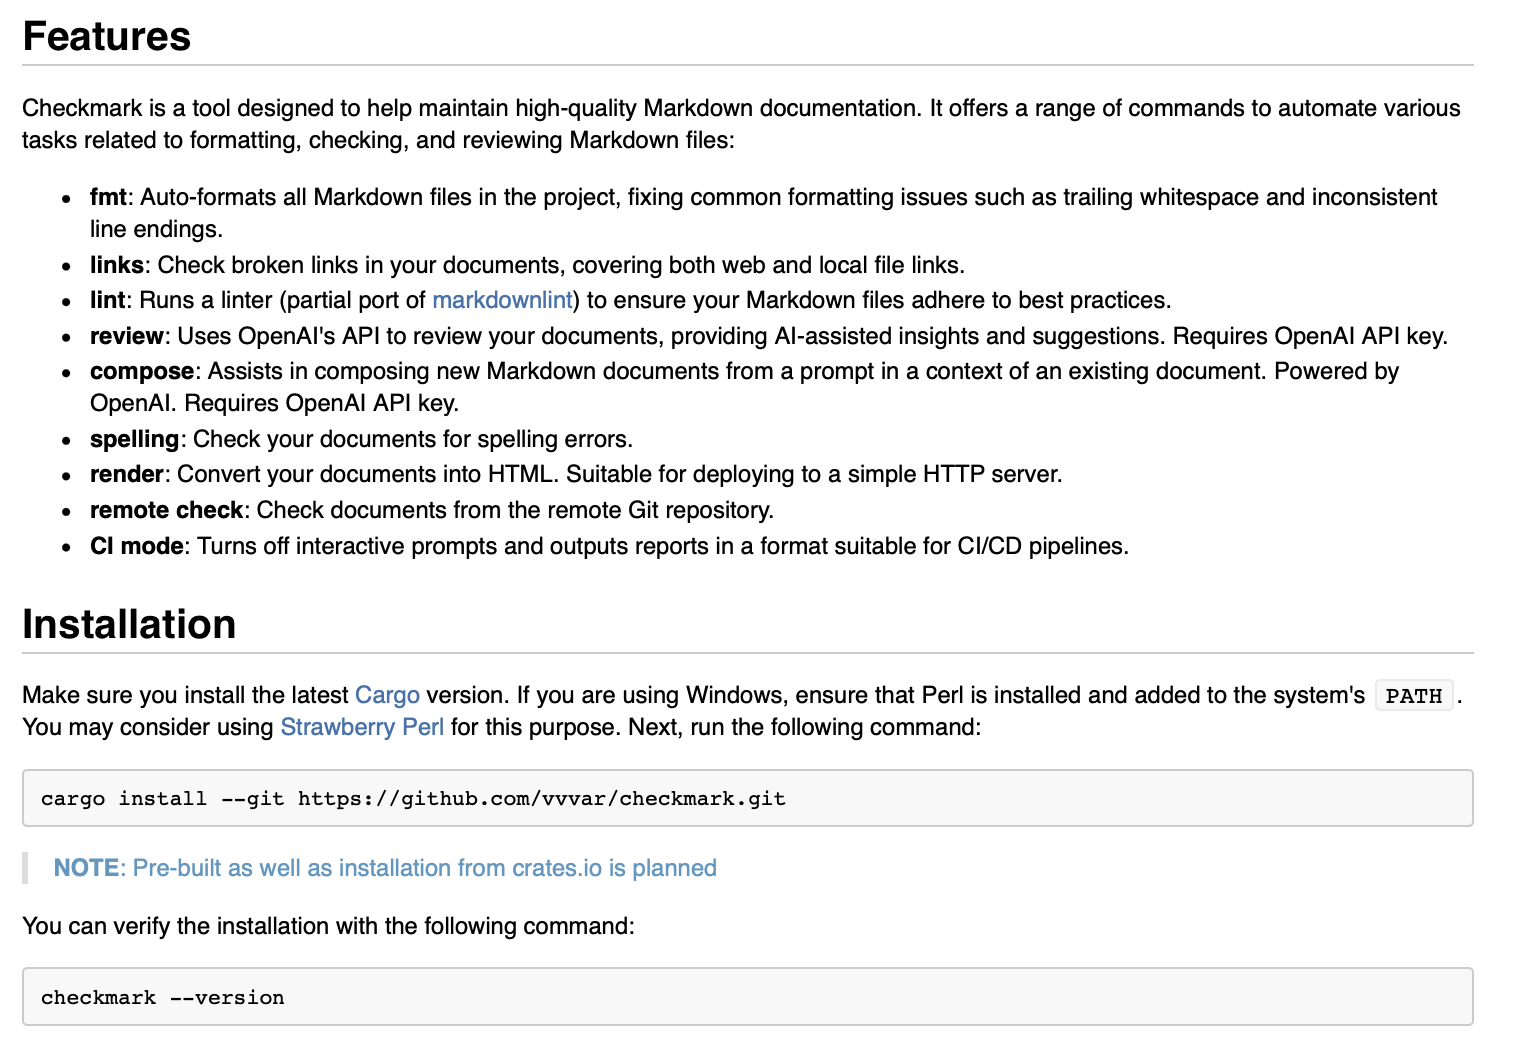 Features
Checkmark is a tool designed to help maintain high-quality Markdown documentation. It offers a range of commands to automate various
tasks related to formatting, checking, and reviewing Markdown files:
• fmt: Auto-formats all Markdown files in the project, fixing common formatting issues such as trailing whitespace and inconsistent
line endings.
• links: Check broken links in your documents, covering both web and local file links.
• lint: Runs a linter (partial port of markdownlint) to ensure your Markdown files adhere to best practices.
• review: Uses OpenAI's API to review your documents, providing AI-assisted insights and suggestions. Requires OpenAI API key.
• compose: Assists in composing new Markdown documents from a prompt in a context of an existing document. Powered by
OpenAI. Requires OpenAI API key.
• spelling: Check your documents for spelling errors.
• render: Convert your documents into HTML. Suitable for deploying to a simple HTTP server.
• remote check: Check documents from the remote Git repository.
• CI mode: Turns off interactive prompts and outputs reports in a format suitable for CI/CD pipelines.
Installation
Make sure you install the latest Cargo version. If you are using Windows, ensure that Perl is installed and added to the system's PATH .
You may consider using Strawberry Perl for this purpose. Next, run the following command:
cargo install --git https://github.com/vvvar/checkmark.git
NOTE: Pre-built as well as installation from crates.io is planned
You can verify the installation with the following command:
checkmark --version